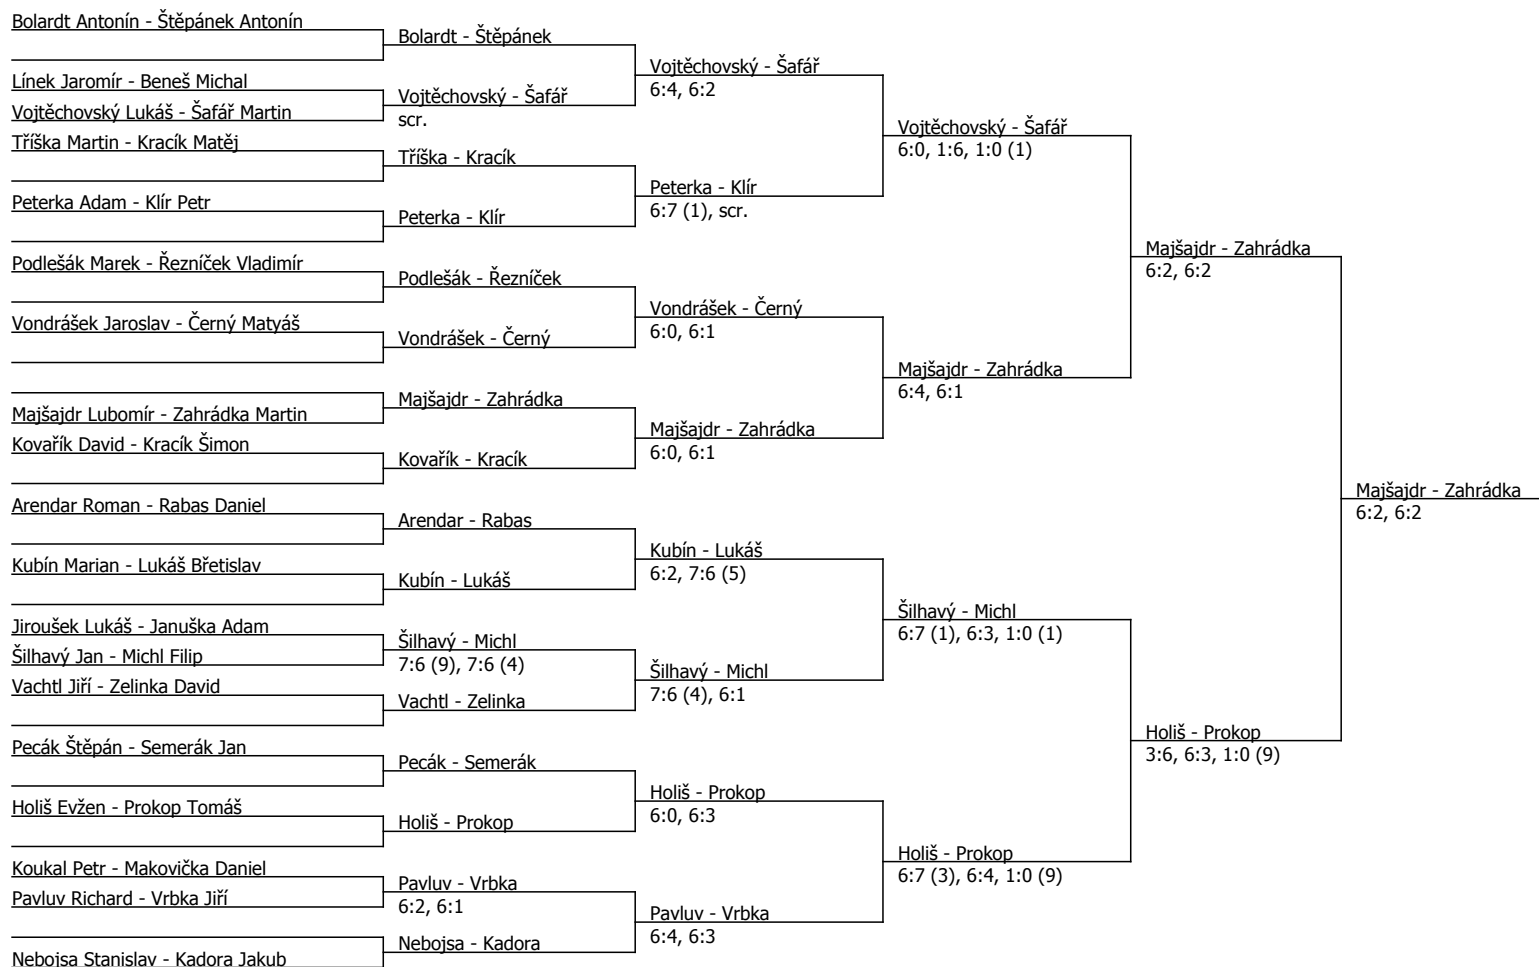 Bolardt Antonín - Štěpánek Antonín
Línek Jaromír - Beneš Michal
Vojtěchovský Lukáš - Šafář Martin
Tříška Martin - Kracík Matěj
Peterka Adam - Klír Petr
Podlešák Marek - Řezníček Vladimír
Vondrášek Jaroslav - Černý Matyáš
Majšajdr Lubomír - Zahrádka Martin
Kovařík David - Kracík Šimon
Arendar Roman - Rabas Daniel
Kubín Marian - Lukáš Břetislav
Jiroušek Lukáš - Januška Adam
Šilhavý Jan - Michl Filip
Vachtl Jiří - Zelinka David
Pecák Štěpán - Semerák Jan
Holiš Evžen - Prokop Tomáš
Koukal Petr - Makovička Daniel
Pavluv Richard - Vrbka Jiří
Nebojsa Stanislav - Kadora Jakub
Bolardt - Štěpánek
Vojtěchovský - Šafář
scr.
Tříška - Kracík
Peterka - Klír
Podlešák - Řezníček
Vondrášek - Černý
Majšajdr - Zahrádka
Kovařík - Kracík
Arendar - Rabas
Kubín - Lukáš
Šilhavý - Michl
7:6 (9), 7:6 (4)
Vachtl - Zelinka
Pecák - Semerák
Holiš - Prokop
Pavluv - Vrbka
6:2, 6:1
Nebojsa - Kadora
Vojtěchovský - Šafář
6:4, 6:2
Peterka - Klír
6:7 (1), scr.
Vondrášek - Černý
6:0, 6:1
Majšajdr - Zahrádka
6:0, 6:1
Kubín - Lukáš
6:2, 7:6 (5)
Šilhavý - Michl
7:6 (4), 6:1
Holiš - Prokop
6:0, 6:3
Pavluv - Vrbka
6:4, 6:3
Vojtěchovský - Šafář
6:0, 1:6, 1:0 (1)
Majšajdr - Zahrádka
6:4, 6:1
Šilhavý - Michl
6:7 (1), 6:3, 1:0 (1)
Holiš - Prokop
6:7 (3), 6:4, 1:0 (9)
Majšajdr - Zahrádka
6:2, 6:2
Holiš - Prokop
3:6, 6:3, 1:0 (9)
Majšajdr - Zahrádka
6:2, 6:2